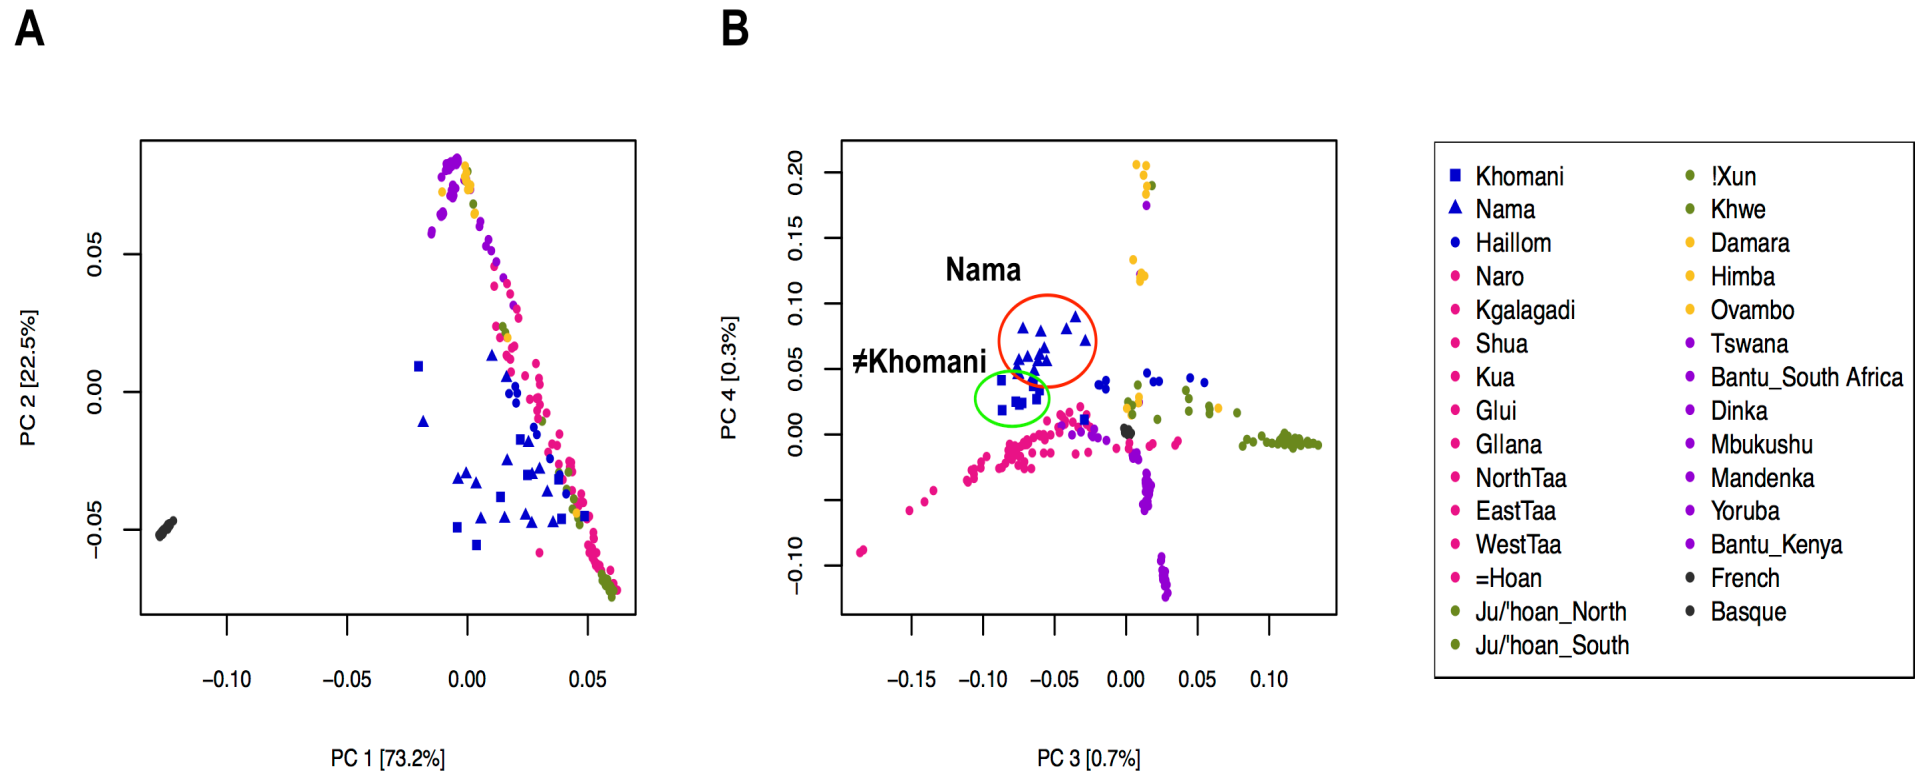 A
B
PC 2 [22.5%]
0.05
0.00
−0.05
−0.10
−0.05
0.00
0.05
PC 1 [73.2%]
PC 4 [0.3%]
0.20
0.15
0.10
0.05
0.00
−0.10
Nama
≠Khomani
−0.15
−0.10
−0.05
0.00
0.05
0.10
PC 3 [0.7%]
Khomani
Nama
Haillom
Naro
Kgalagadi
Shua
Kua
Glui
Gllana
NorthTaa
EastTaa
WestTaa
=Hoan
Ju/'hoan_North
Ju/'hoan_South
!Xun
Khwe
Damara
Himba
Ovambo
Tswana
Bantu_South Africa
Dinka
Mbukushu
Mandenka
Yoruba
Bantu_Kenya
French
Basque